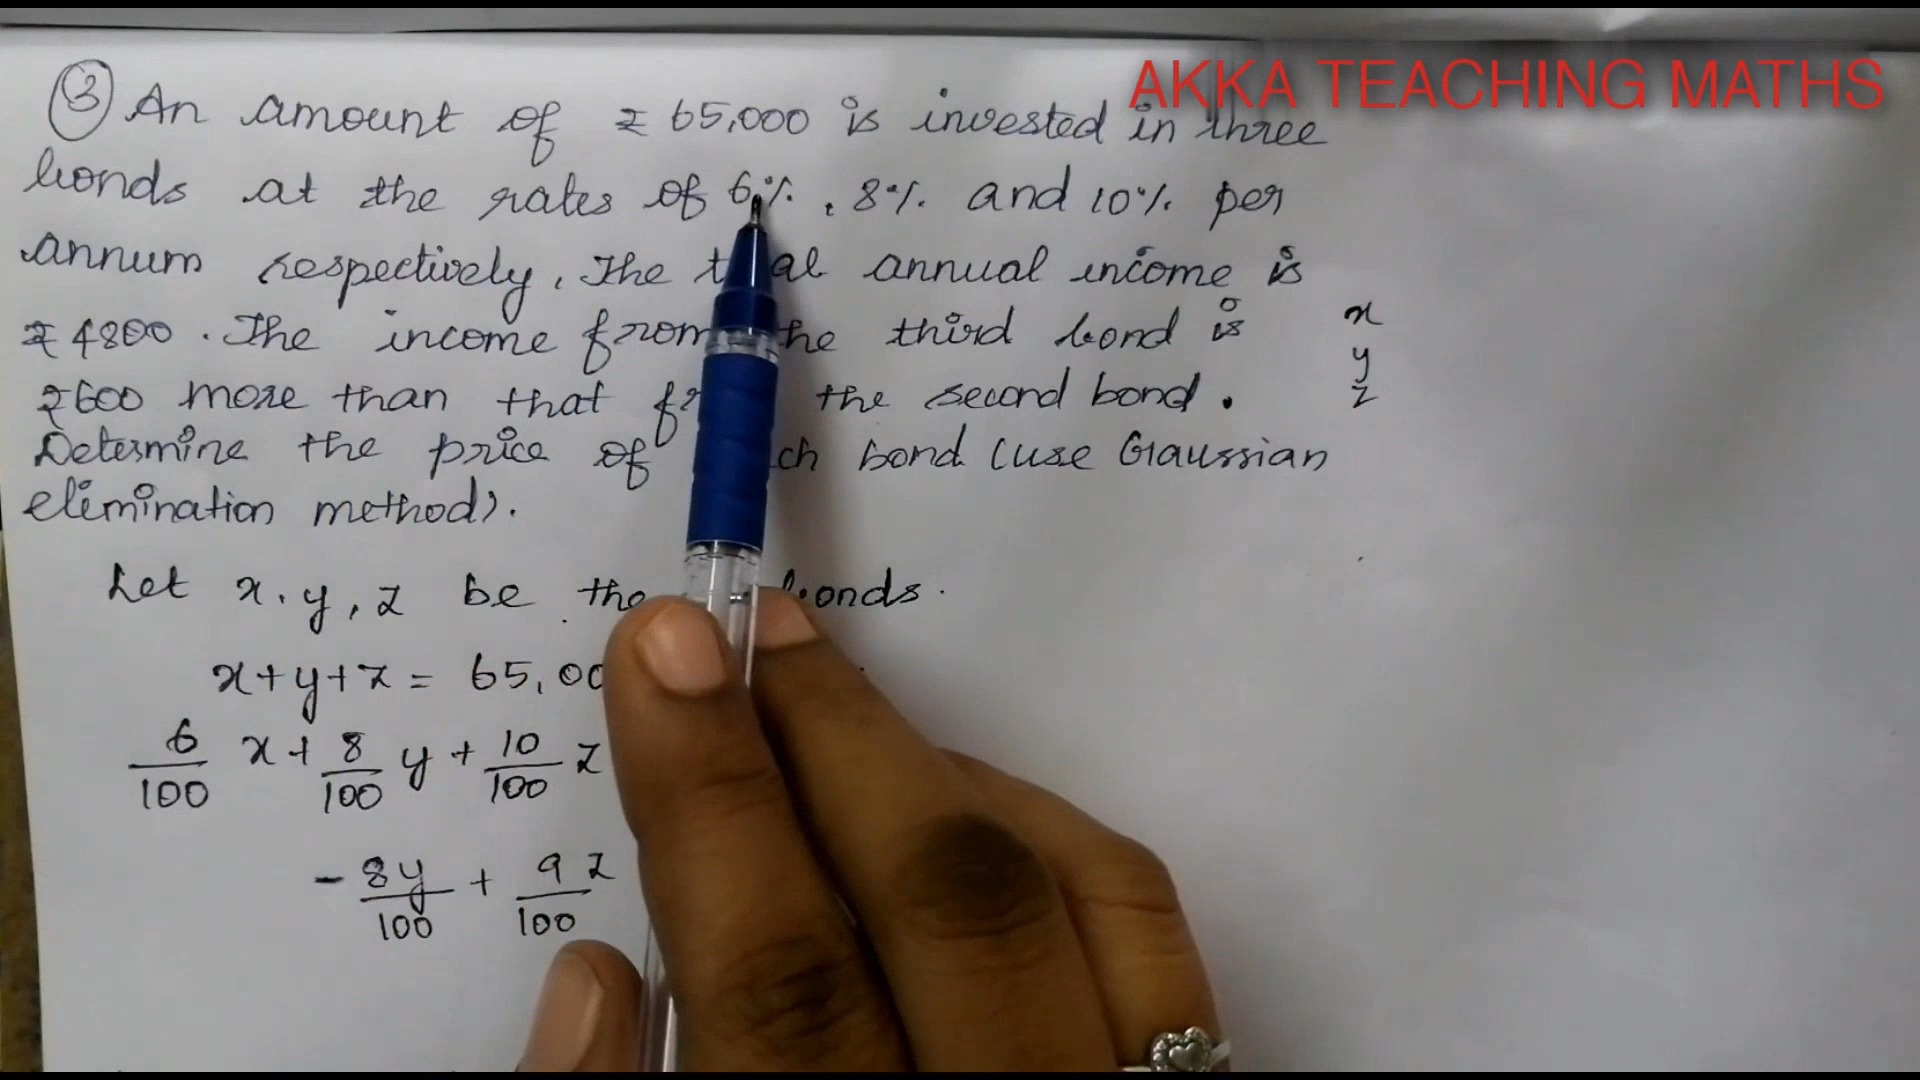 AKKA TEACHING MATHS
③ An amount of ₹ 65,000 is invested in three
bonds at the rates of 6%, 8% and 10% per
annum respectively. The annual income is
₹ 4800. The income from the third bond is
₹600 more than that the second bond.
Determine the price of bond (use Gaussian
elimination method).
x
y
z
Let x, y, z be the bonds.
x+y+z = 65,00
6/100 x + 8/100 y + 10/100 z
- 8y/100 + 9z/100